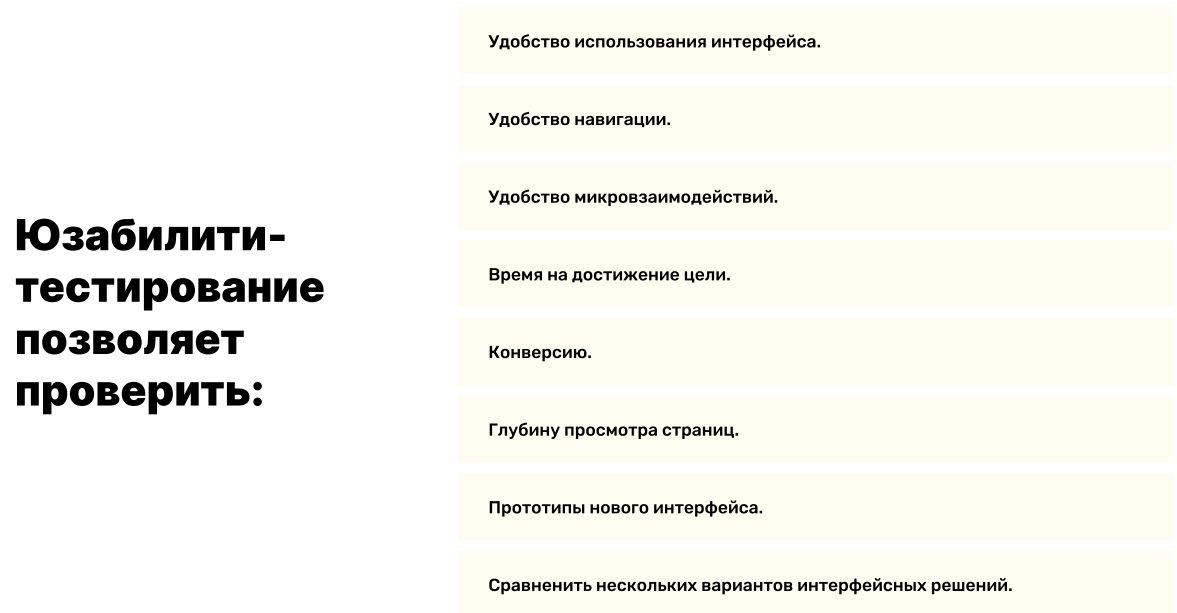 Юзабилити-
тестирование
позволяет
проверить:
Удобство использования интерфейса.
Удобство навигации.
Удобство микровзаимодействий.
Время на достижение цели.
Конверсию.
Глубину просмотра страниц.
Прототипы нового интерфейса.
Сравненить нескольких вариантов интерфейсных решений.